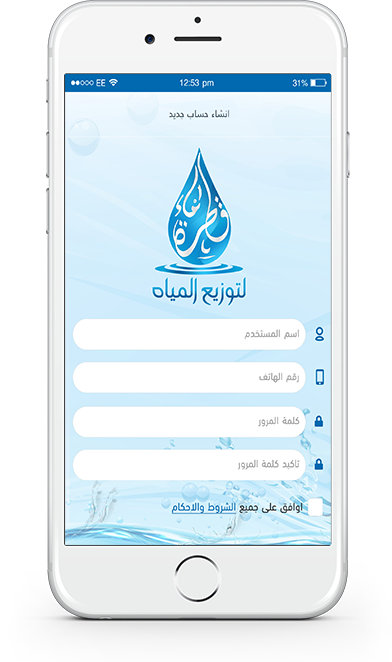 ●●○○○ EE 12:53 pm 31%
انشاء حساب جديد
قطرة
نقاء
لتوزيع المياه
اسم المستخدم
رقم الهاتف
كلمة المرور
تاكيد كلمة المرور
اوافق على جميع الشروط والاحكام